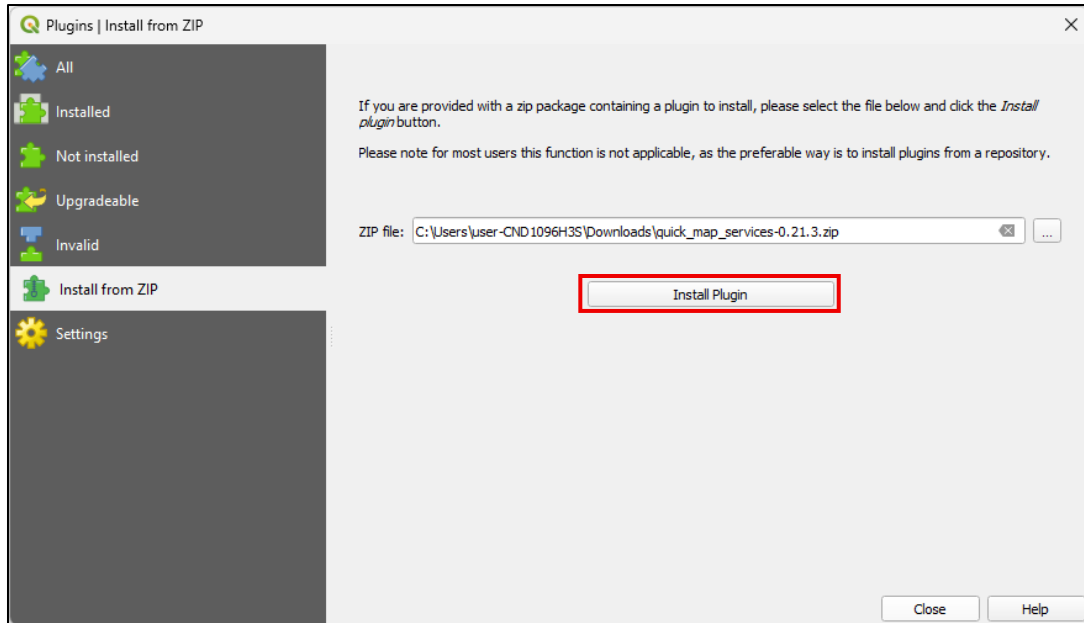 Plugins | Install from ZIP
All
Installed
Not installed
Upgradeable
Invalid
Install from ZIP
Settings
If you are provided with a zip package containing a plugin to install, please select the file below and click the Install
plugin button.
Please note for most users this function is not applicable, as the preferable way is to install plugins from a repository.
ZIP file: C:\Users\user-CND1096H3S\Downloads\quick_map_services-0.21.3.zip ...
Install Plugin
Close Help